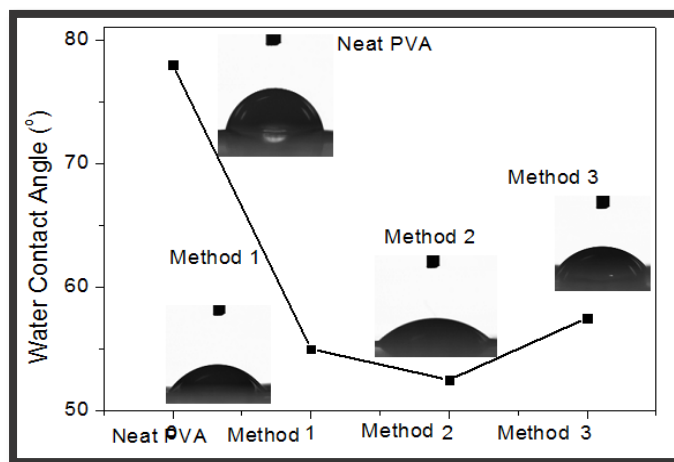 80
Neat PVA
Water Contact Angle (°)
70
Method 3
Method 2
Method 1
60
50
Neat PVA
0
Method 1
Method 2
Method 3